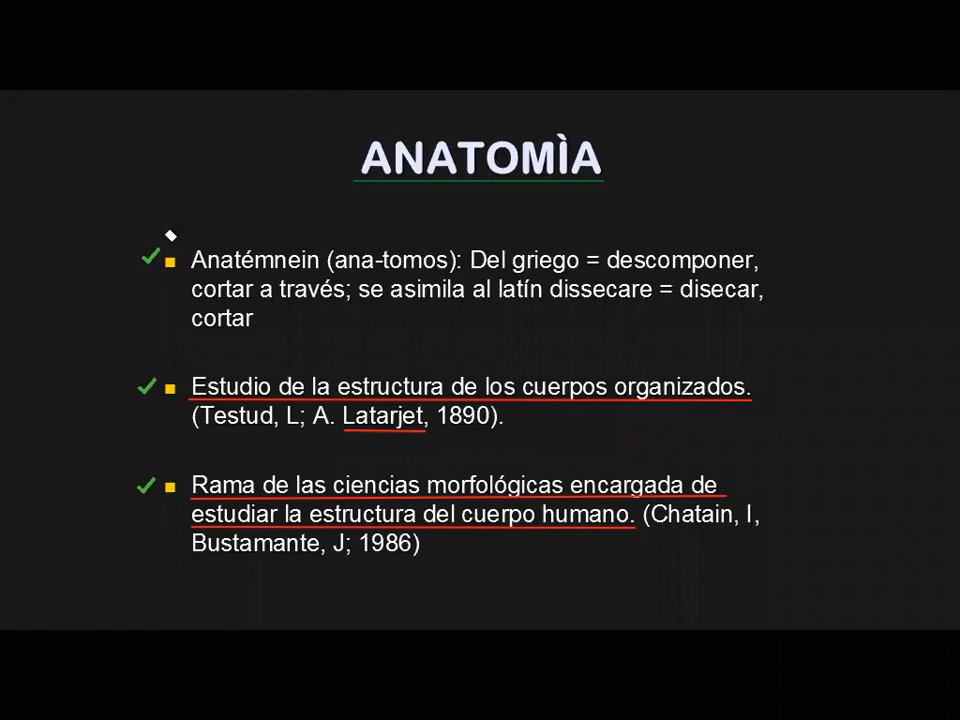 ANATOMÌA
Anatémnein (ana-tomos): Del griego = descomponer,
cortar a través; se asimila al latín dissecare = disecar,
cortar
Estudio de la estructura de los cuerpos organizados.
(Testud, L; A. Latarjet, 1890).
Rama de las ciencias morfológicas encargada de
estudiar la estructura del cuerpo humano. (Chatain, I,
Bustamante, J; 1986)